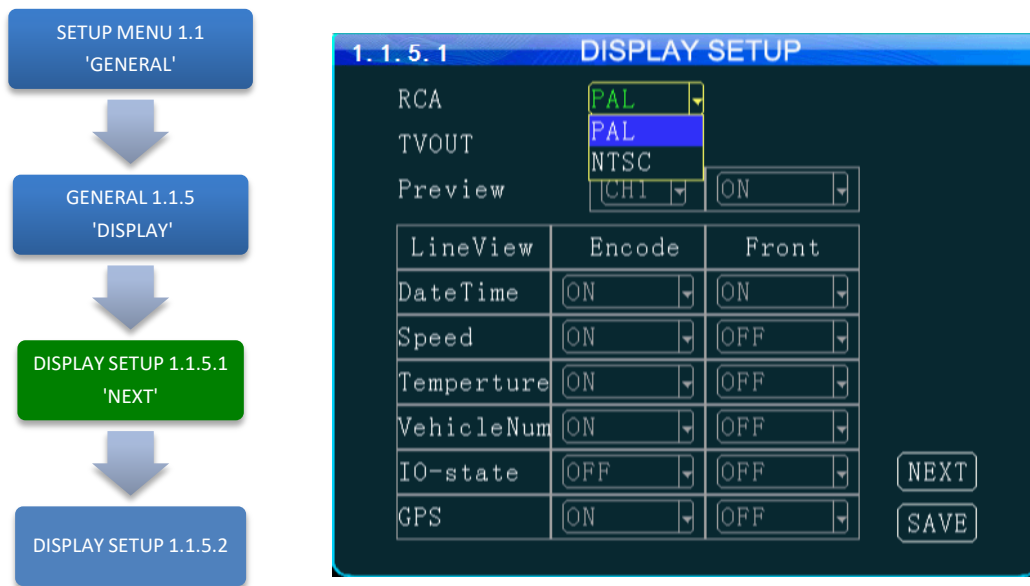 SETUP MENU 1.1
'GENERAL'
GENERAL 1.1.5
'DISPLAY'
DISPLAY SETUP 1.1.5.1
'NEXT'
DISPLAY SETUP 1.1.5.2
1.1.5.1 DISPLAY SETUP
RCA PAL
PAL
TVOUT
NTSC
Preview CH1 ON
LineView Encode Front
DateTime ON ON
Speed ON OFF
Temperture ON OFF
VehicleNum ON OFF
IO-state OFF OFF
NEXT
GPS ON OFF
SAVE